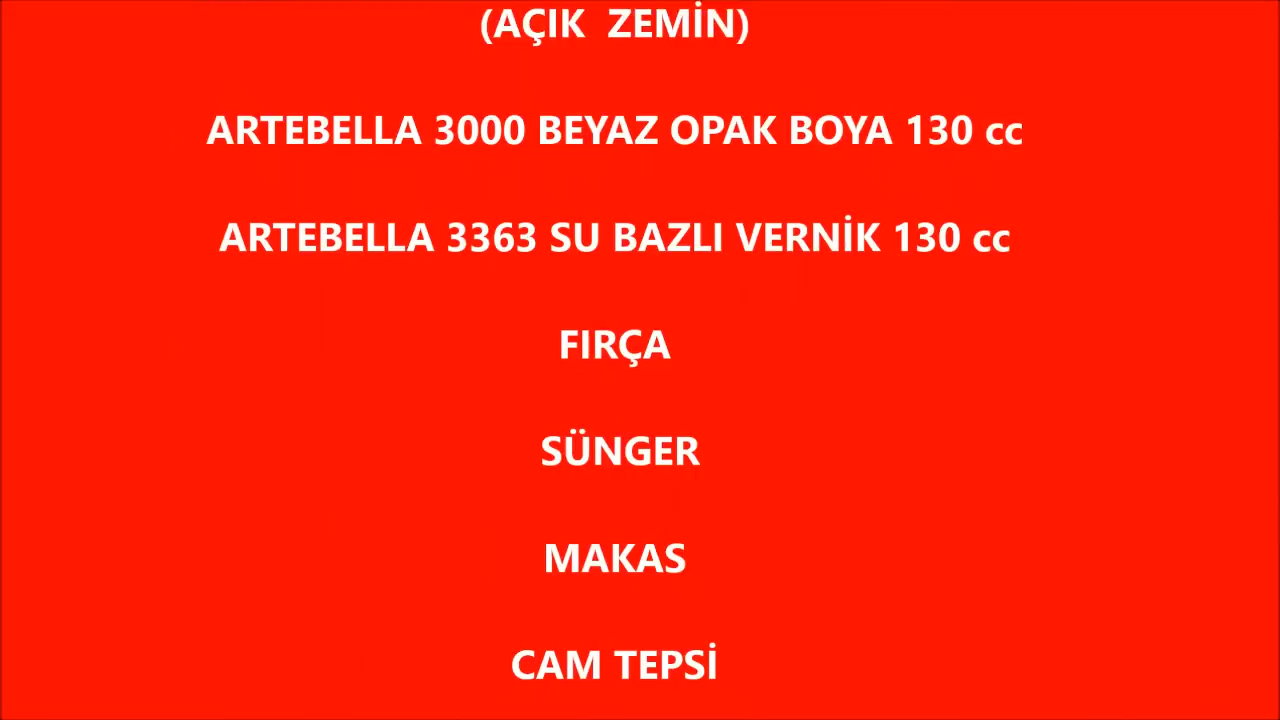 (AÇIK  ZEMİN)
ARTEBELLA 3000 BEYAZ OPAK BOYA 130 cc
ARTEBELLA 3363 SU BAZLI VERNİK 130 cc
FIRÇA
SÜNGER
MAKAS
CAM TEPSİ